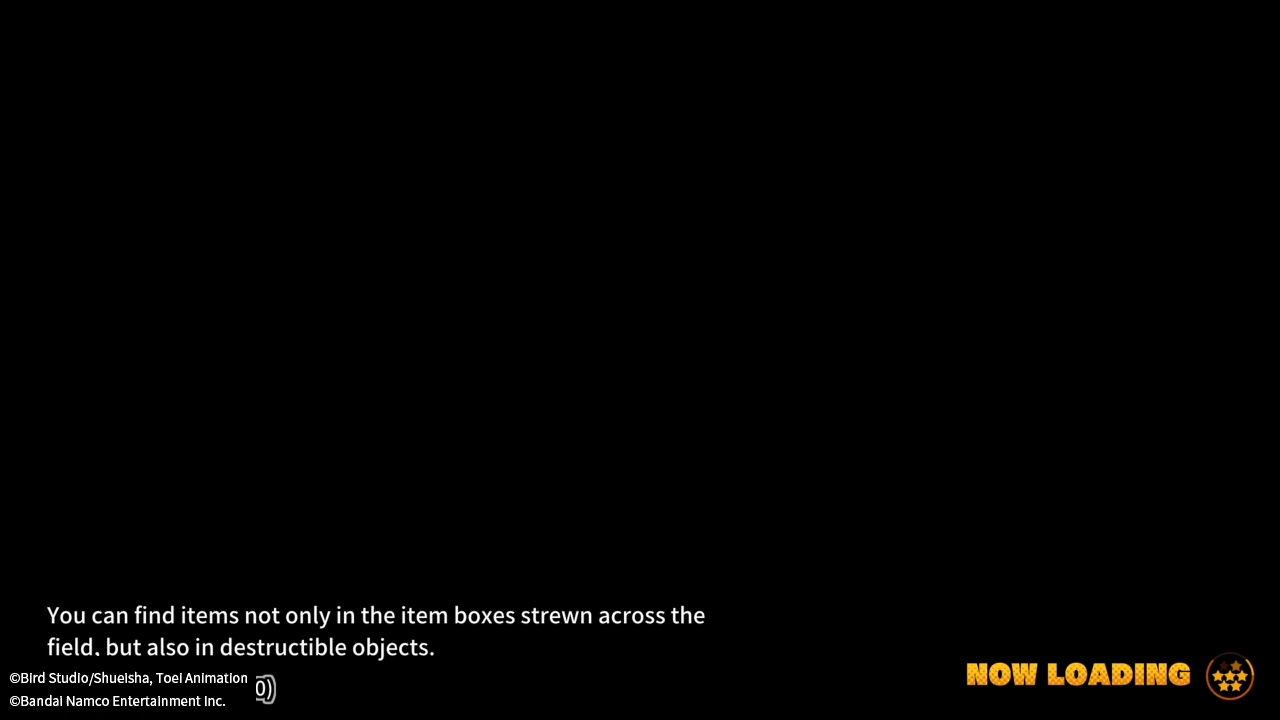 You can find items not only in the item boxes strewn across the
field, but also in destructible objects.
©Bird Studio/Shueisha, Toei Animation
©Bandai Namco Entertainment Inc.
NOW LOADING